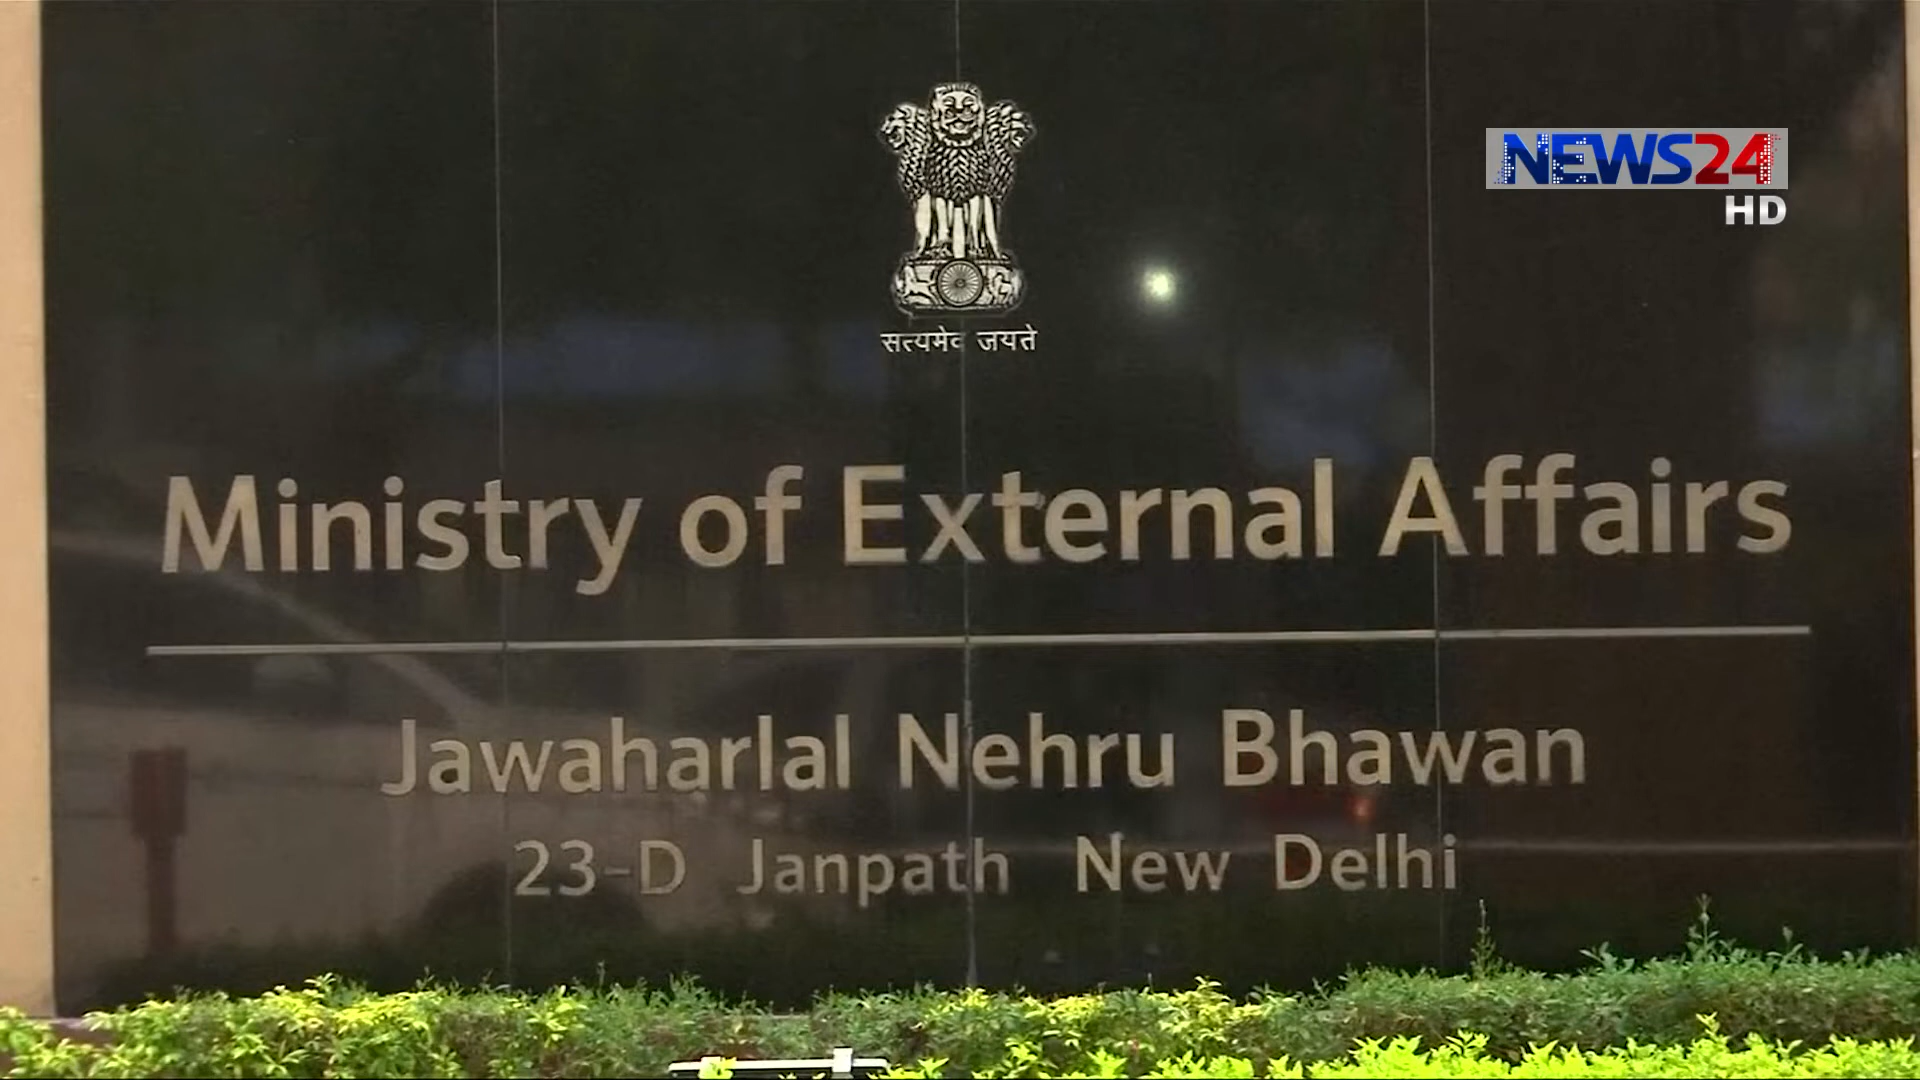 NEWS24
HD
सत्यमेव जयते
Ministry of External Affairs
Jawaharlal Nehru Bhawan
23-D Janpath New Delhi